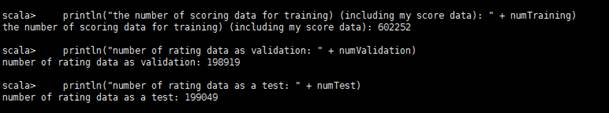 scala>     println("the number of scoring data for training) (including my score data): " + numTraining)
the number of scoring data for training) (including my score data): 602252
scala>     println("number of rating data as validation: " + numValidation)
number of rating data as validation: 198919
scala>     println("number of rating data as a test: " + numTest)
number of rating data as a test: 199049